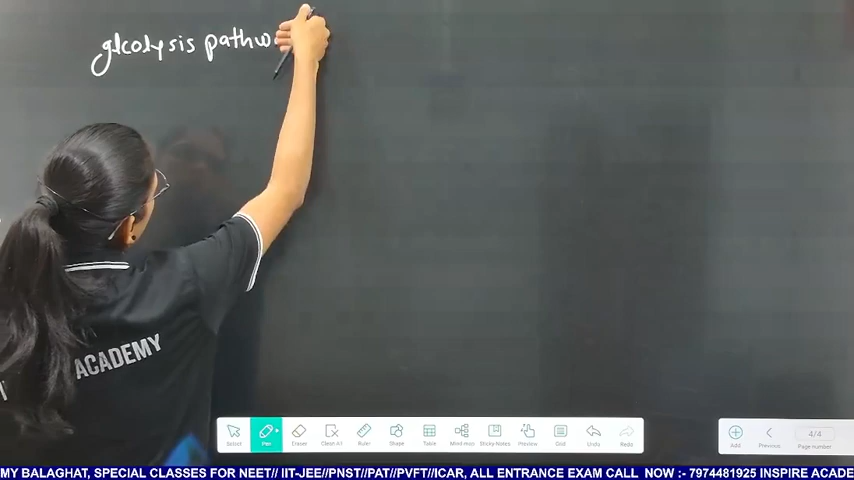 glcolysis pathw
ACADEMY
Select
Pen
Eraser
Clean All
Ruler
Shape
Table
Mind map
Sticky Notes
Preview
Grid
Undo
Redo
Add
Previous
4/4
Page number
MY BALAGHAT, SPECIAL CLASSES FOR NEET// IIT-JEE//PNST//PAT//PVFT//ICAR, ALL ENTRANCE EXAM CALL NOW :- 7974481925 INSPIRE ACADE